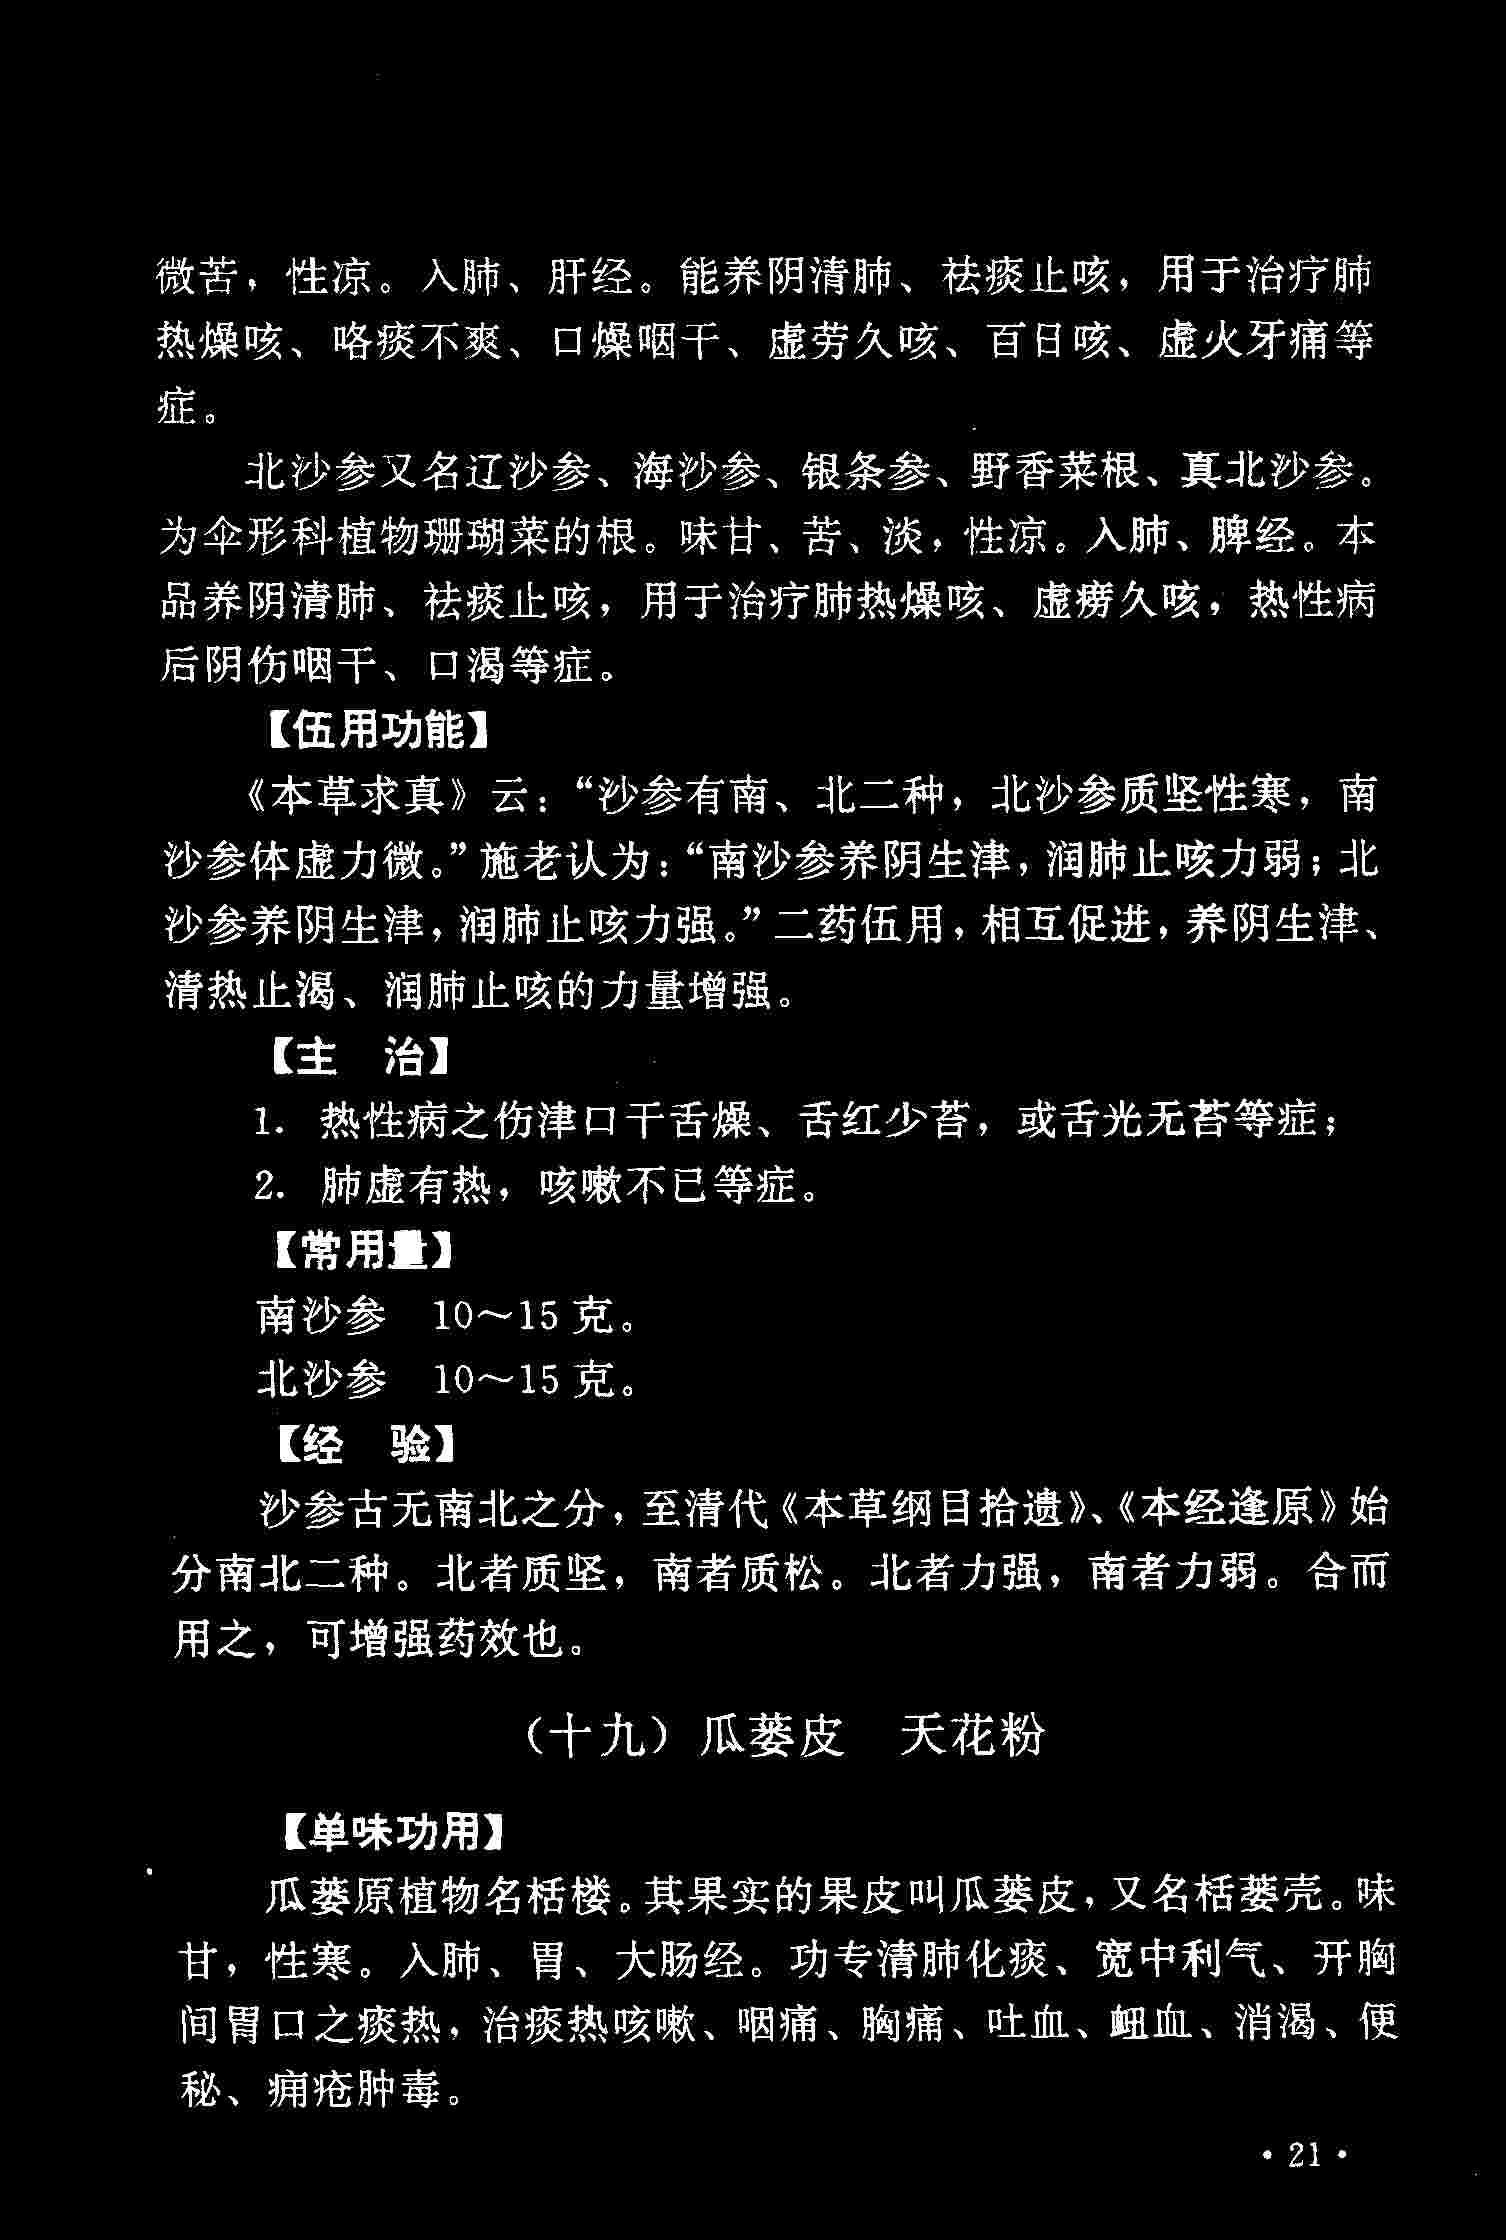 微苦，性凉。入肺、肝经。能养阴清肺、祛痰止咳，用于治疗肺
热燥咳、咯痰不爽、口燥咽干、虚劳久咳、百日咳、虚火牙痛等
症。
北沙参又名辽沙参、海沙参、银条参、野香菜根、真北沙参。
为伞形科植物珊瑚菜的根。味甘、苦、淡，性凉。入肺、脾经。本
品养阴清肺、祛痰止咳，用于治疗肺热燥咳、虚痨久咳，热性病
后阴伤咽干、口渴等症。
【伍用功能】
《本草求真》云：“沙参有南、北二种，北沙参质坚性寒，南
沙参体虚力微。”施老认为：“南沙参养阴生津，润肺止咳力弱；北
沙参养阴生津，润肺止咳力强。”二药伍用，相互促进，养阴生津、
清热止渴、润肺止咳的力量增强。
【主　治】
1. 热性病之伤津口干舌燥、舌红少苔，或舌光无苔等症；
2. 肺虚有热，咳嗽不已等症。
【常用量】
南沙参　10～15 克。
北沙参　10～15 克。
【经　验】
沙参古无南北之分，至清代《本草纲目拾遗》、《本经逢原》始
分南北二种。北者质坚，南者质松。北者力强，南者力弱。合而
用之，可增强药效也。
（十九）瓜蒌皮　天花粉
【单味功用】
瓜蒌原植物名栝楼。其果实的果皮叫瓜蒌皮，又名栝蒌壳。味
甘，性寒。入肺、胃、大肠经。功专清肺化痰、宽中利气、开胸
间胃口之痰热，治痰热咳嗽、咽痛、胸痛、吐血、衄血、消渴、便
秘、痈疮肿毒。
·21·